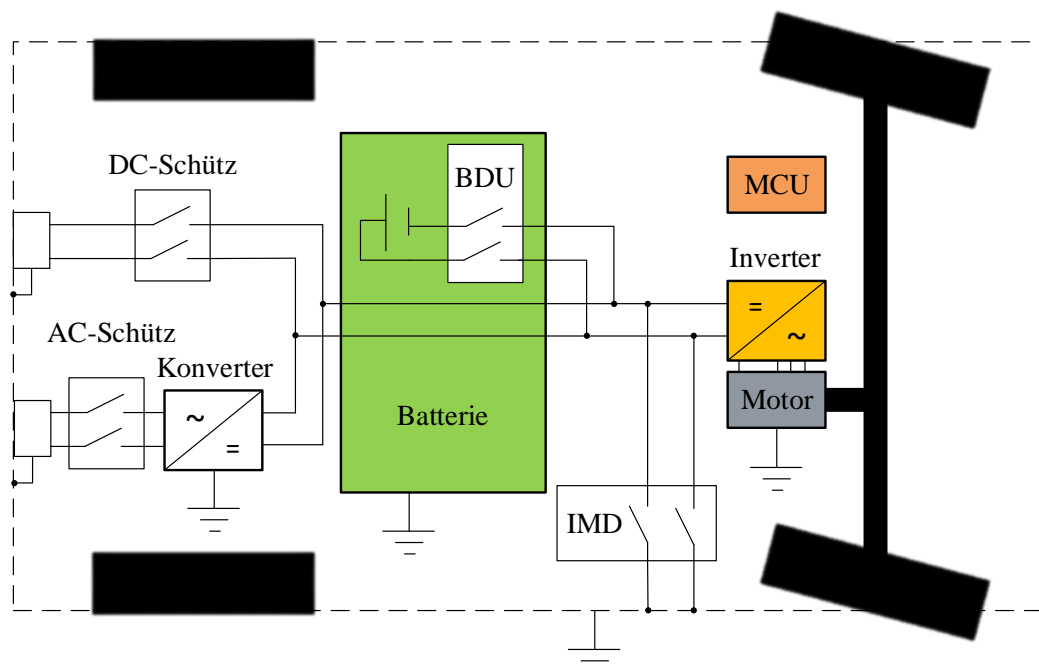 DC-Schütz
BDU
MCU
Inverter
=
~
AC-Schütz
Konverter
~
=
Batterie
Motor
IMD